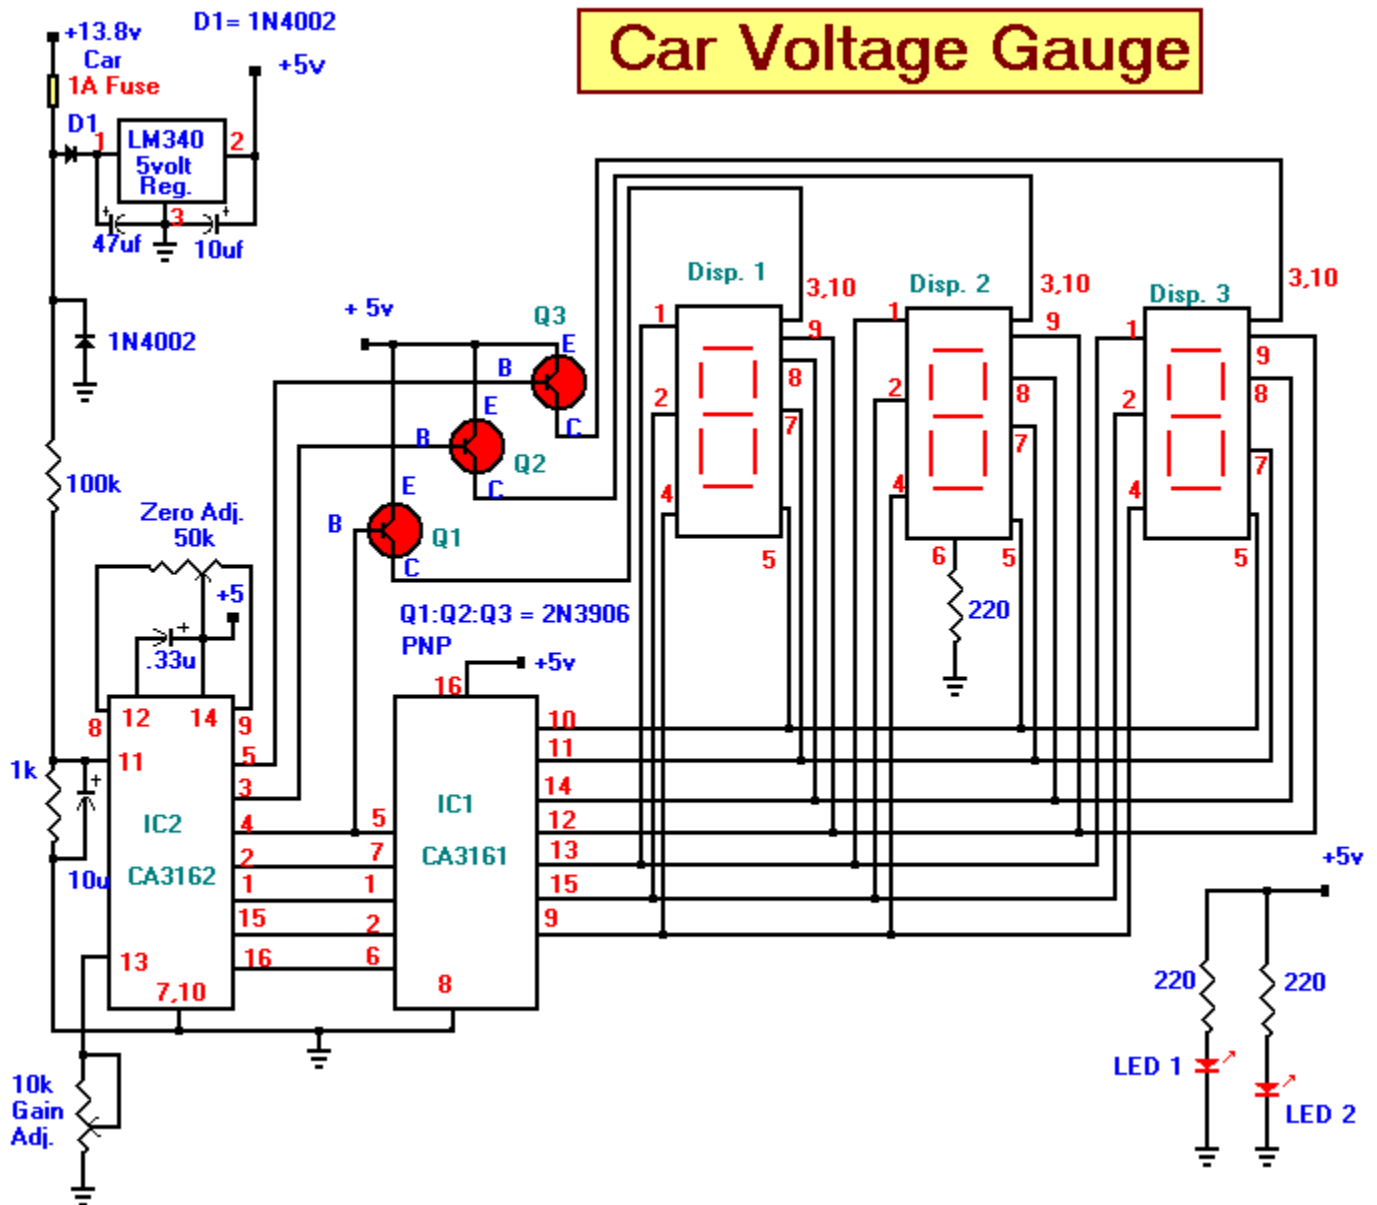 Car Voltage Gauge
+13.8v
Car
1A Fuse
D1= 1N4002
+5v
D1
1
LM340
5volt
Reg.
2
3
+
+
47uf
10uf
1N4002
100k
Zero Adj.
50k
+5
+
.33u
+ 5v
Q3
E
B
C
E
B
Q2
C
E
B
Q1
C
Q1:Q2:Q3 = 2N3906
PNP
Disp. 1
3,10
1
9
8
2
7
4
5
Disp. 2
3,10
1
9
2
8
7
4
6
5
220
Disp. 3
3,10
1
9
8
2
7
4
5
8
12
14
9
11
5
3
4
2
1
15
16
13
7,10
IC2
CA3162
1k
+
10u
10k
Gain
Adj.
16
+5v
5
7
1
2
6
8
IC1
CA3161
10
11
14
12
13
15
9
+5v
220
220
LED 1
LED 2